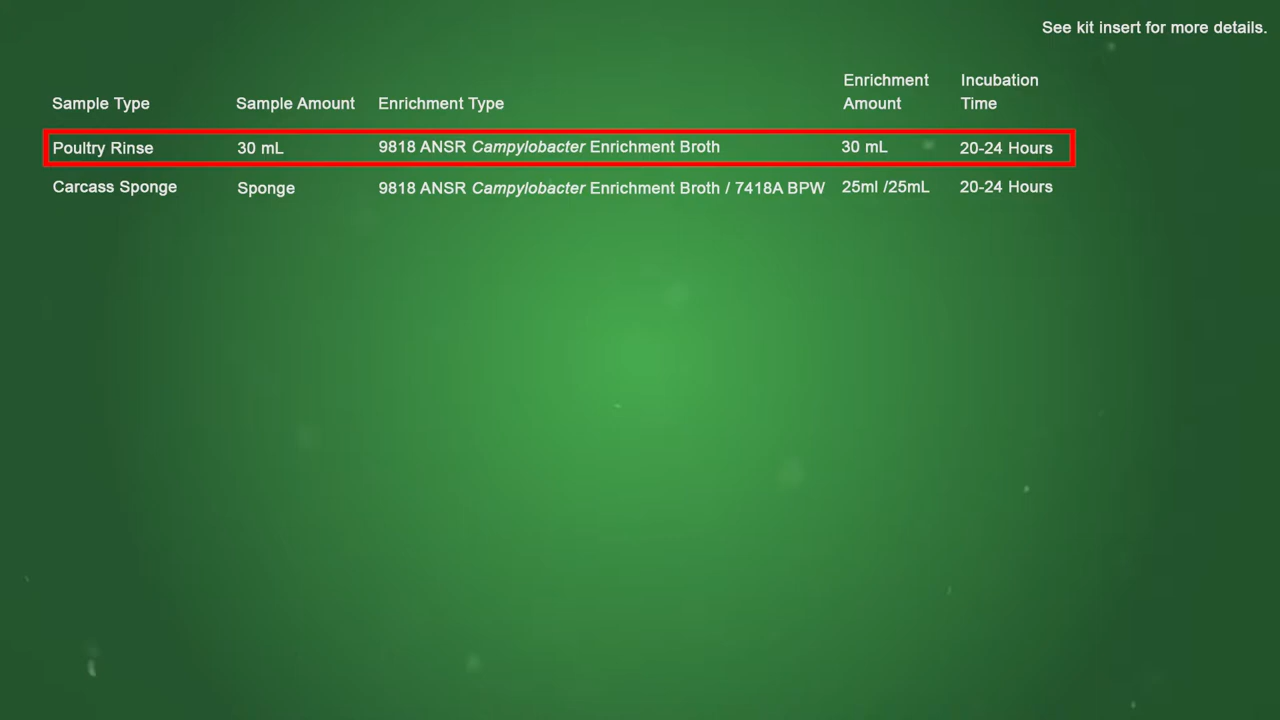 See kit insert for more details.
Sample Type Sample Amount Enrichment Type Enrichment Amount Incubation Time
Poultry Rinse 30 mL 9818 ANSR Campylobacter Enrichment Broth 30 mL 20-24 Hours
Carcass Sponge Sponge 9818 ANSR Campylobacter Enrichment Broth / 7418A BPW 25ml /25mL 20-24 Hours